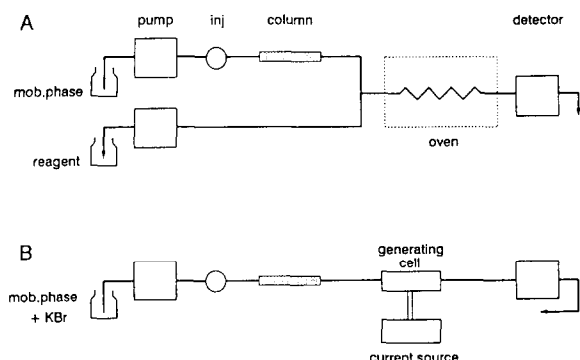 A
pump inj column detector
mob.phase
reagent
oven
B
generating
cell
mob.phase
+ KBr
current source